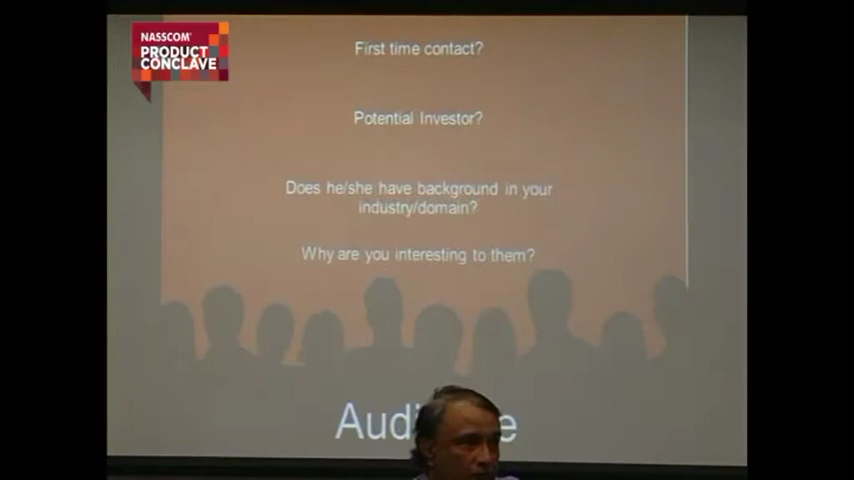 NASSCOM®
PRODUCT
CONCLAVE
First time contact?
Potential Investor?
Does he/she have background in your
industry/domain?
Why are you interesting to them?
Aud e